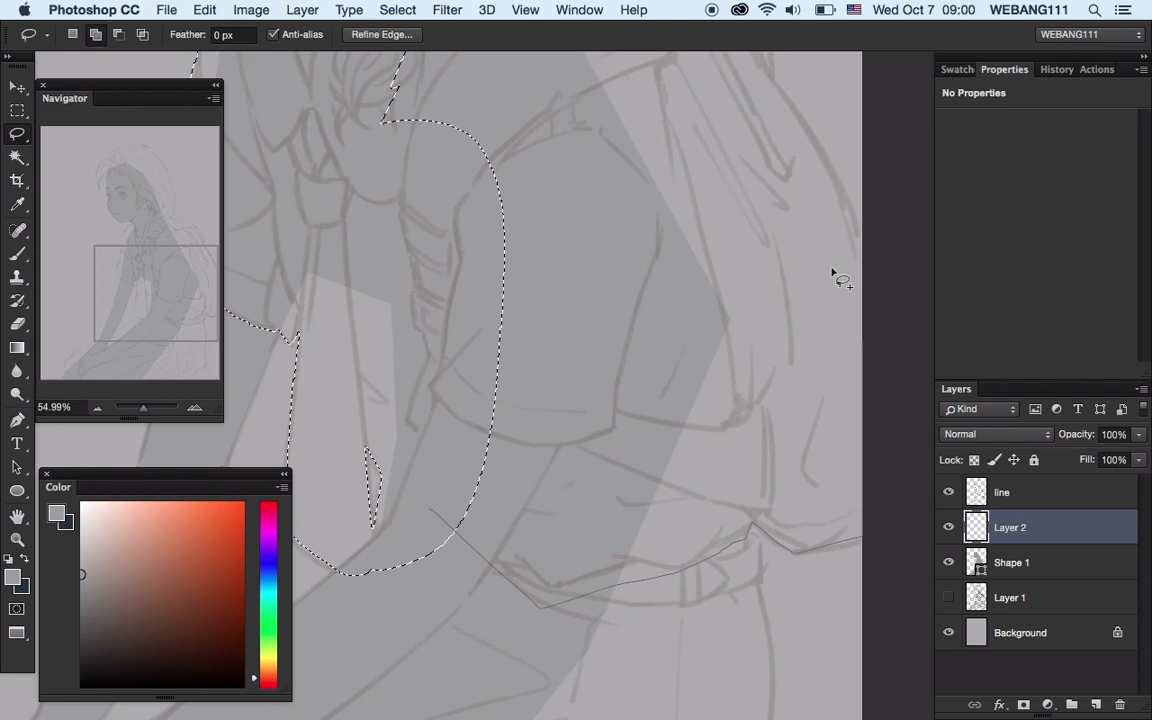 Photoshop CC File Edit Image Layer Type Select Filter 3D View Window Help Wed Oct 7 09:00 WEBANG111
Feather: 0 px Anti-alias Refine Edge... WEBANG111
Navigator
54.99%
Color
Swatch Properties History Actions
No Properties
Layers
Kind
Normal Opacity: 100%
Lock: Fill: 100%
line
Layer 2
Shape 1
Layer 1
Background